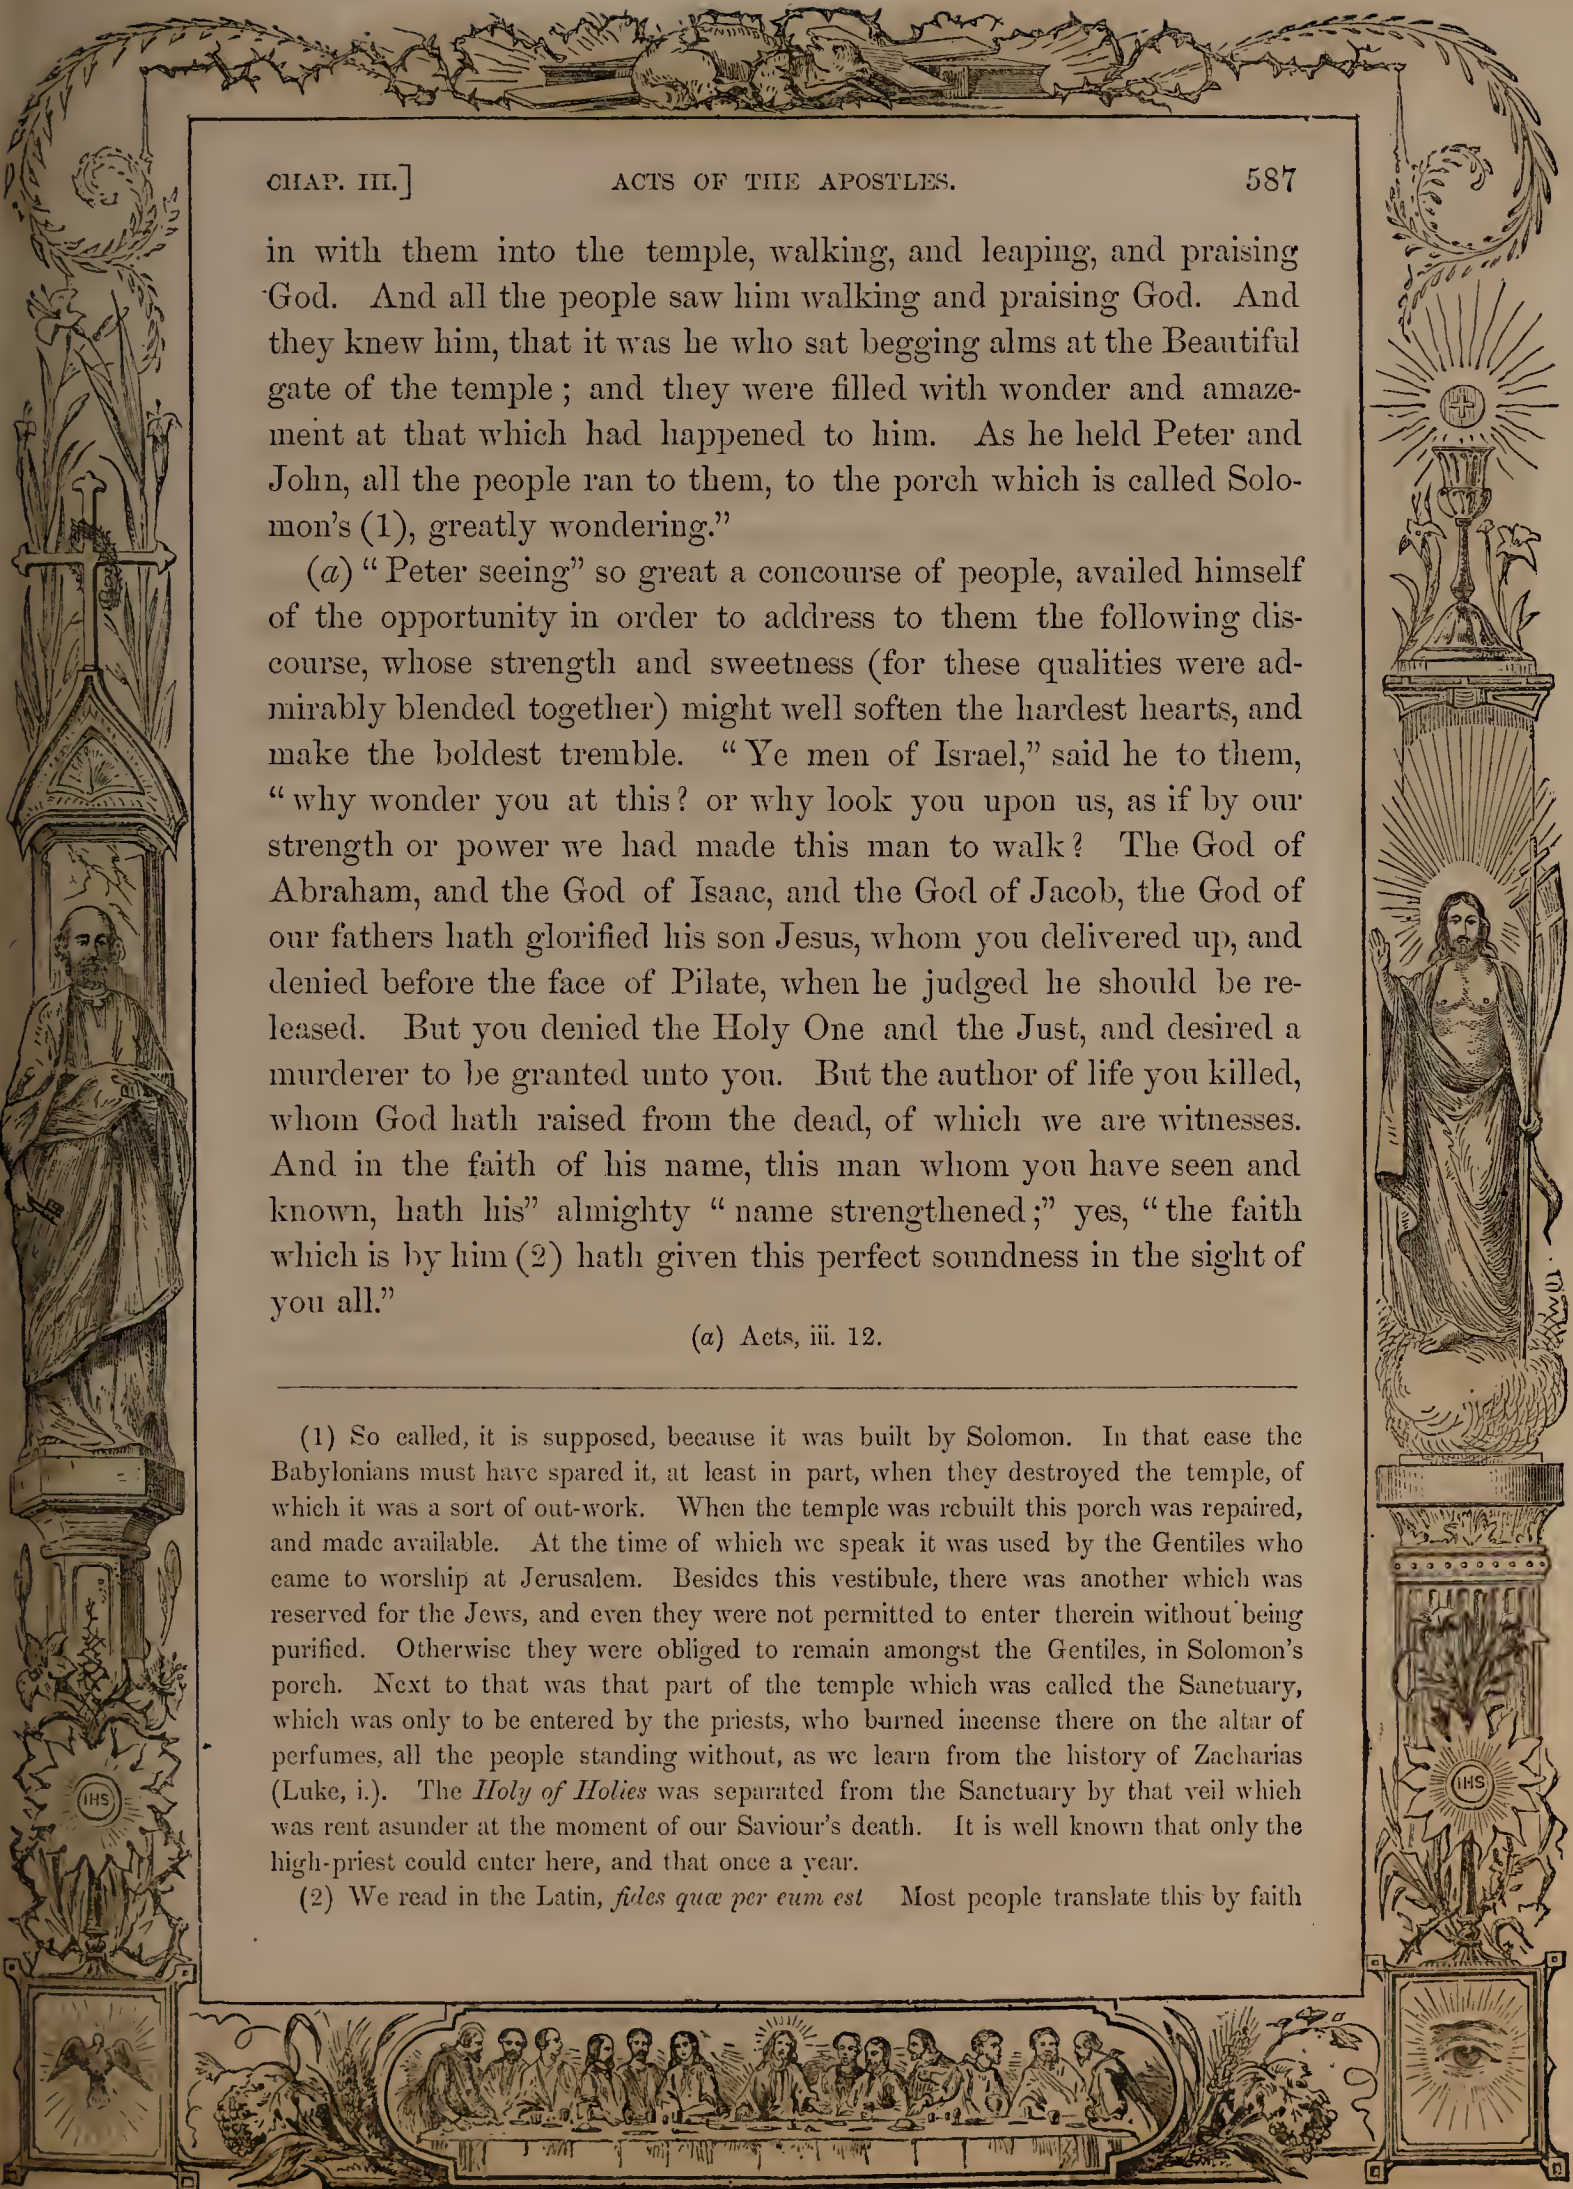 CHAP. III.] ACTS OF THE APOSTLES. 587
in with them into the temple, walking, and leaping, and praising
God. And all the people saw him walking and praising God. And
they knew him, that it was he who sat begging alms at the Beautiful
gate of the temple ; and they were filled with wonder and amaze-
ment at that which had happened to him. As he held Peter and
John, all the people ran to them, to the porch which is called Solo-
mon's (1), greatly wondering.”
(a) “ Peter seeing” so great a concourse of people, availed himself
of the opportunity in order to address to them the following dis-
course, whose strength and sweetness (for these qualities were ad-
mirably blended together) might well soften the hardest hearts, and
make the boldest tremble. “ Ye men of Israel,” said he to them,
“ why wonder you at this ? or why look you upon us, as if by our
strength or power we had made this man to walk ? The God of
Abraham, and the God of Isaac, and the God of Jacob, the God of
our fathers hath glorified his son Jesus, whom you delivered up, and
denied before the face of Pilate, when he judged he should be re-
leased. But you denied the Holy One and the Just, and desired a
murderer to be granted unto you. But the author of life you killed,
whom God hath raised from the dead, of which we are witnesses.
And in the faith of his name, this man whom you have seen and
known, hath his” almighty “ name strengthened ;” yes, “ the faith
which is by him (2) hath given this perfect soundness in the sight of
you all.”
(a) Acts, iii. 12.
(1) So called, it is supposed, because it was built by Solomon. In that case the
Babylonians must have spared it, at least in part, when they destroyed the temple, of
which it was a sort of out-work. When the temple was rebuilt this porch was repaired,
and made available. At the time of which we speak it was used by the Gentiles who
came to worship at Jerusalem. Besides this vestibule, there was another which was
reserved for the Jews, and even they were not permitted to enter therein without being
purified. Otherwise they were obliged to remain amongst the Gentiles, in Solomon's
porch. Next to that was that part of the temple which was called the Sanctuary,
which was only to be entered by the priests, who burned incense there on the altar of
perfumes, all the people standing without, as we learn from the history of Zacharias
(Luke, i.). The Holy of Holies was separated from the Sanctuary by that veil which
was rent asunder at the moment of our Saviour's death. It is well known that only the
high-priest could enter here, and that once a year.
(2) We read in the Latin, fides quæ per eum est Most people translate this by faith
IHS
IHS